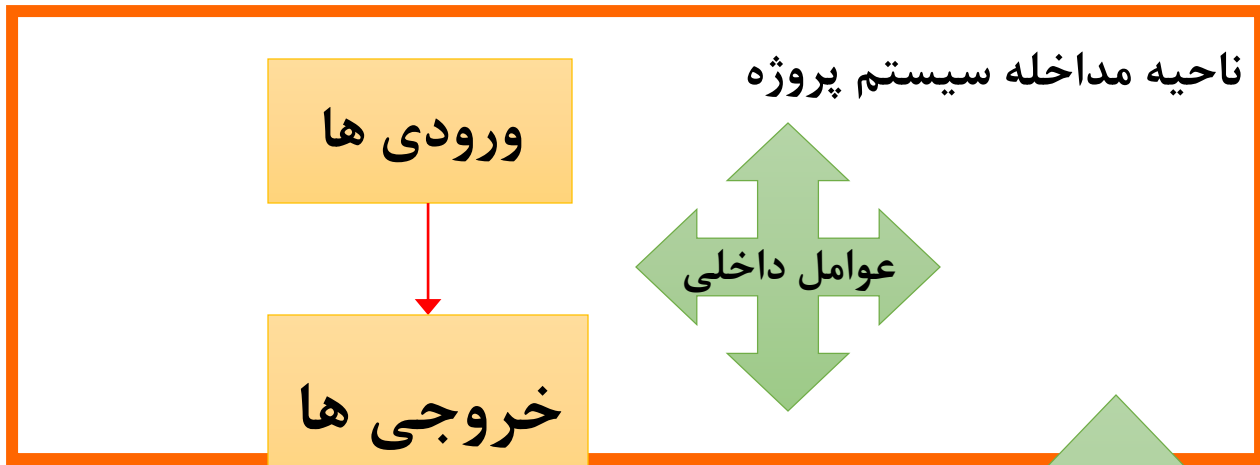 ناحیه مداخله سیستم پروژه
ورودی ها
عوامل داخلی
خروجی ها